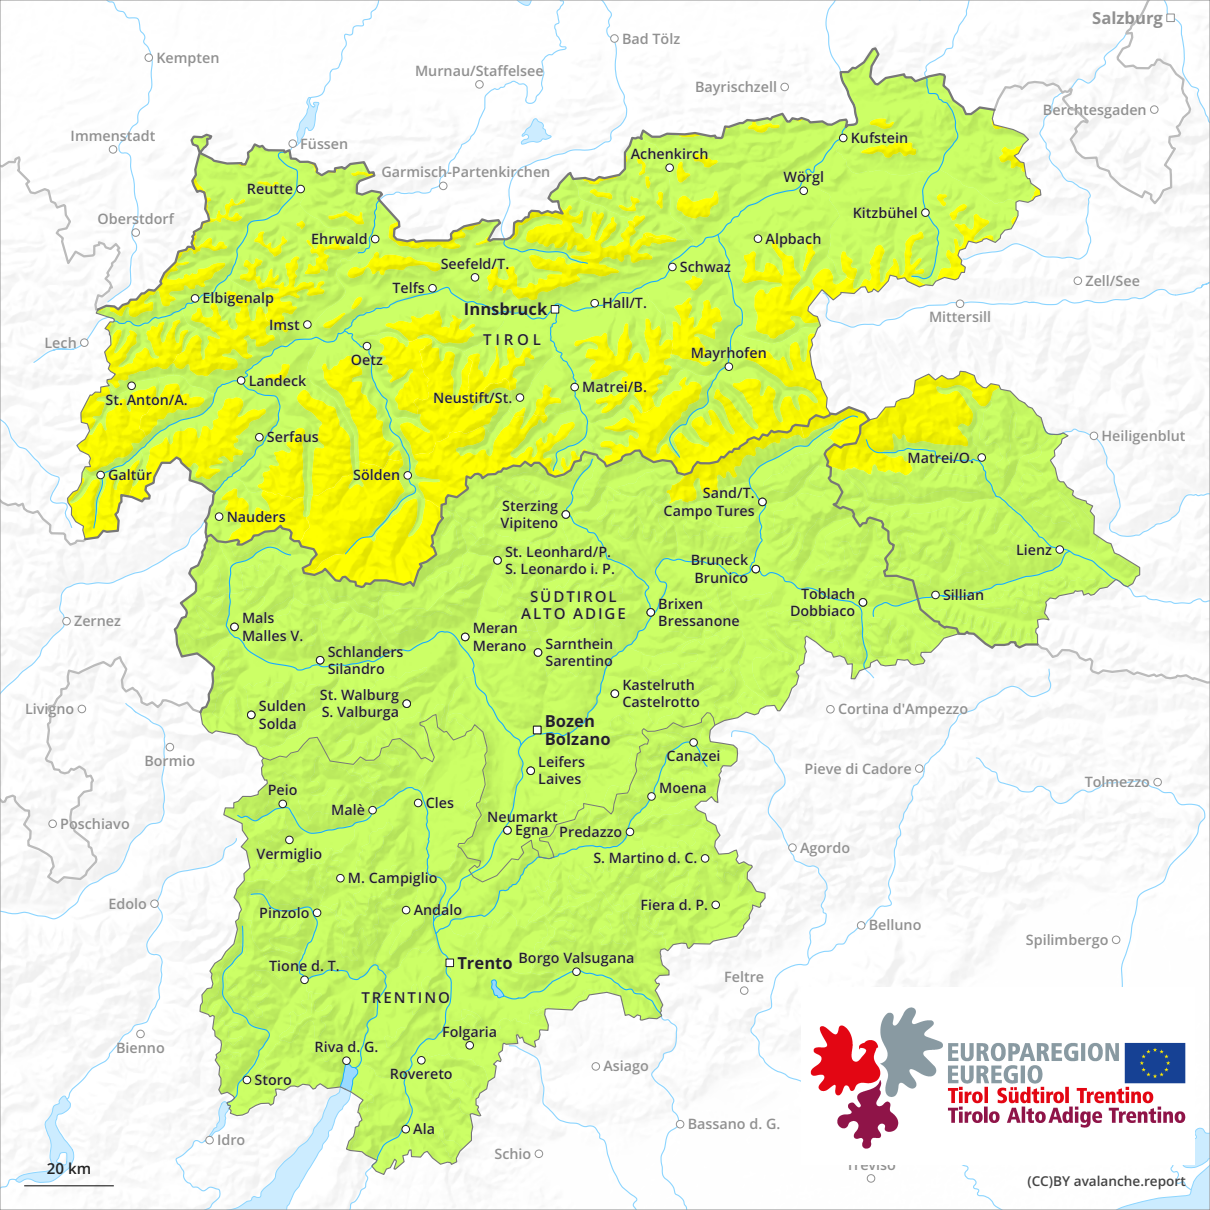 Salzburg
Bad Tölz
Kempten
Murnau/Staffelsee
Bayrischzell
Berchtesgaden
Immenstadt
Füssen
Kufstein
Achenkirch
Garmisch-Partenkirchen
Wörgl
Reutte
Oberstdorf
Kitzbühel
Ehrwald
Alpbach
Seefeld/T.
Schwaz
Zell/See
Telfs
Elbigenalp
Hall/T.
Innsbruck
Mittersill
Imst
TIROL
Lech
Oetz
Mayrhofen
Landeck
Matrei/B.
St. Anton/A.
Neustift/St.
Serfaus
Heiligenblut
Matrei/O.
Galtür
Sölden
Sand/T.
Campo Tures
Sterzing
Vipiteno
Nauders
St. Leonhard/P.
S. Leonardo i. P.
Lienz
Bruneck
Brunico
SÜDTIROL
ALTO ADIGE
Toblach
Dobbiaco
Sillian
Brixen
Bressanone
Zernez
Mals
Malles V.
Meran
Merano
Sarnthein
Sarentino
Schlanders
Silandro
Kastelruth
Castelrotto
St. Walburg
S. Valburga
Livigno
Sulden
Solda
Cortina d'Ampezzo
Bozen
Bolzano
Bormio
Canazei
Leifers
Laives
Pieve di Cadore
Tolmezzo
Peio
Moena
Malè
Cles
Neumarkt
Egna
Poschiavo
Predazzo
Vermiglio
S. Martino d. C.
Agordo
M. Campiglio
Edolo
Pinzolo
Andalo
Fiera d. P.
Belluno
Spilimbergo
Trento
Borgo Valsugana
Tione d. T.
Feltre
TRENTINO
Folgaria
Bienno
Riva d. G.
EUROPAREGION
EUREGIO
Tirol Südtirol Trentino
Tirolo Alto Adige Trentino
Asiago
Rovereto
Storo
Bassano d. G.
Ala
Idro
Schio
Treviso
20 km
(CC)BY avalanche.report